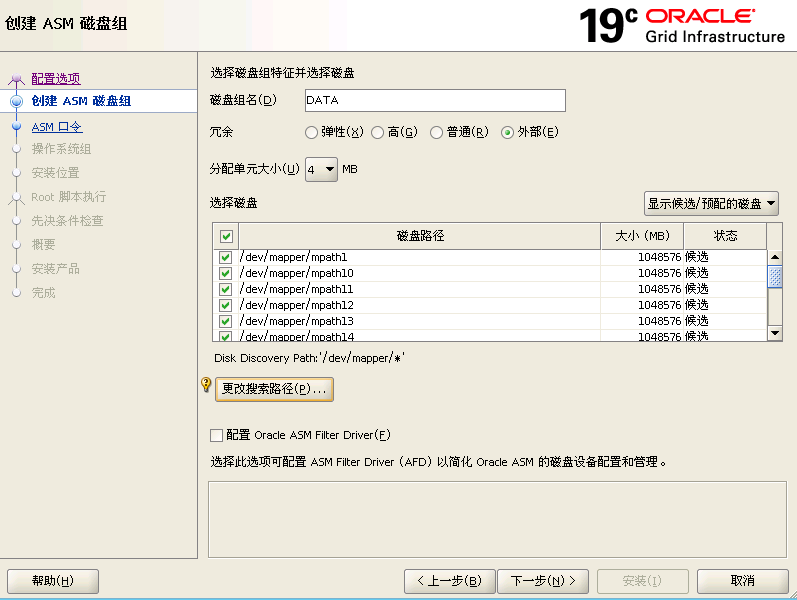 创建 ASM 磁盘组
19c ORACLE
Grid Infrastructure
配置选项
创建 ASM 磁盘组
ASM 口令
操作系统组
安装位置
Root 脚本执行
先决条件检查
概要
安装产品
完成
选择磁盘组特征并选择磁盘
磁盘组名(D) DATA
冗余 弹性(X) 高(G) 普通(R) 外部(E)
分配单元大小(U) 4 MB
选择磁盘 显示候选/预配的磁盘
磁盘路径 大小 (MB) 状态
/dev/mapper/mpath1 1048576 候选
/dev/mapper/mpath10 1048576 候选
/dev/mapper/mpath11 1048576 候选
/dev/mapper/mpath12 1048576 候选
/dev/mapper/mpath13 1048576 候选
/dev/mapper/mpath14 1048576 候选
Disk Discovery Path:'/dev/mapper/*'
更改搜索路径(P)...
配置 Oracle ASM Filter Driver(F)
选择此选项可配置 ASM Filter Driver (AFD) 以简化 Oracle ASM 的磁盘设备配置和管理。
帮助(H) < 上一步(B) 下一步(N) > 安装(I) 取消